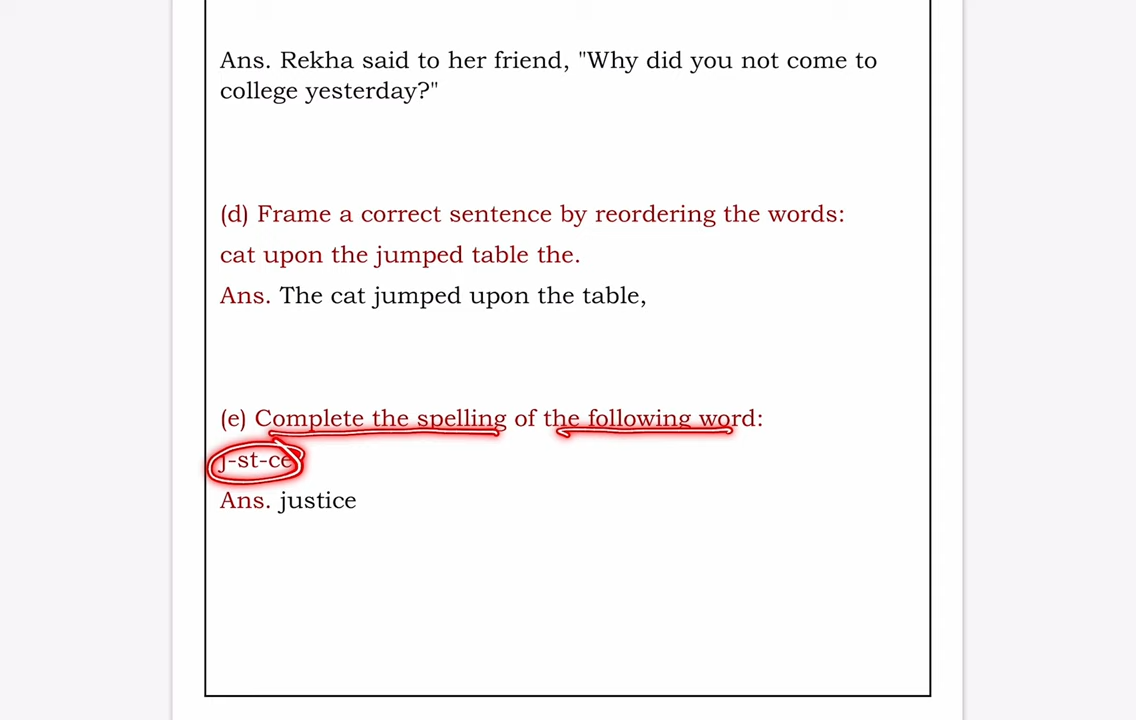 Ans. Rekha said to her friend, "Why did you not come to
college yesterday?"
(d) Frame a correct sentence by reordering the words:
cat upon the jumped table the.
Ans. The cat jumped upon the table,
(e) Complete the spelling of the following word:
j-st-ce
Ans. justice